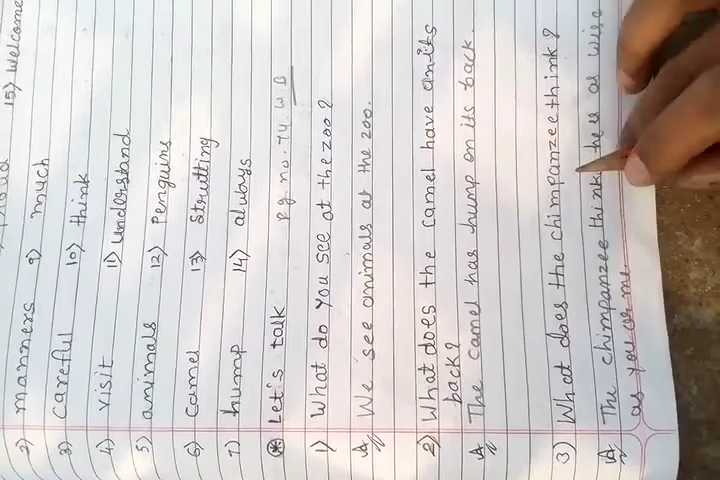 15) welcome
2) manners 9) much
3) careful 10) think
4) visit 11) understand
5) animals 12) Penguins
6) camel 13) strutting
7) hump 14) always
Let's talk Pg. no. 74. W B
1) What do you see at the zoo?
A We see animals at the zoo.
2) What does the camel have on its
back?
A The camel has hump on its back.
3) What does the chimpanzee think?
A The chimpanzee think he is as wise
as you or me.